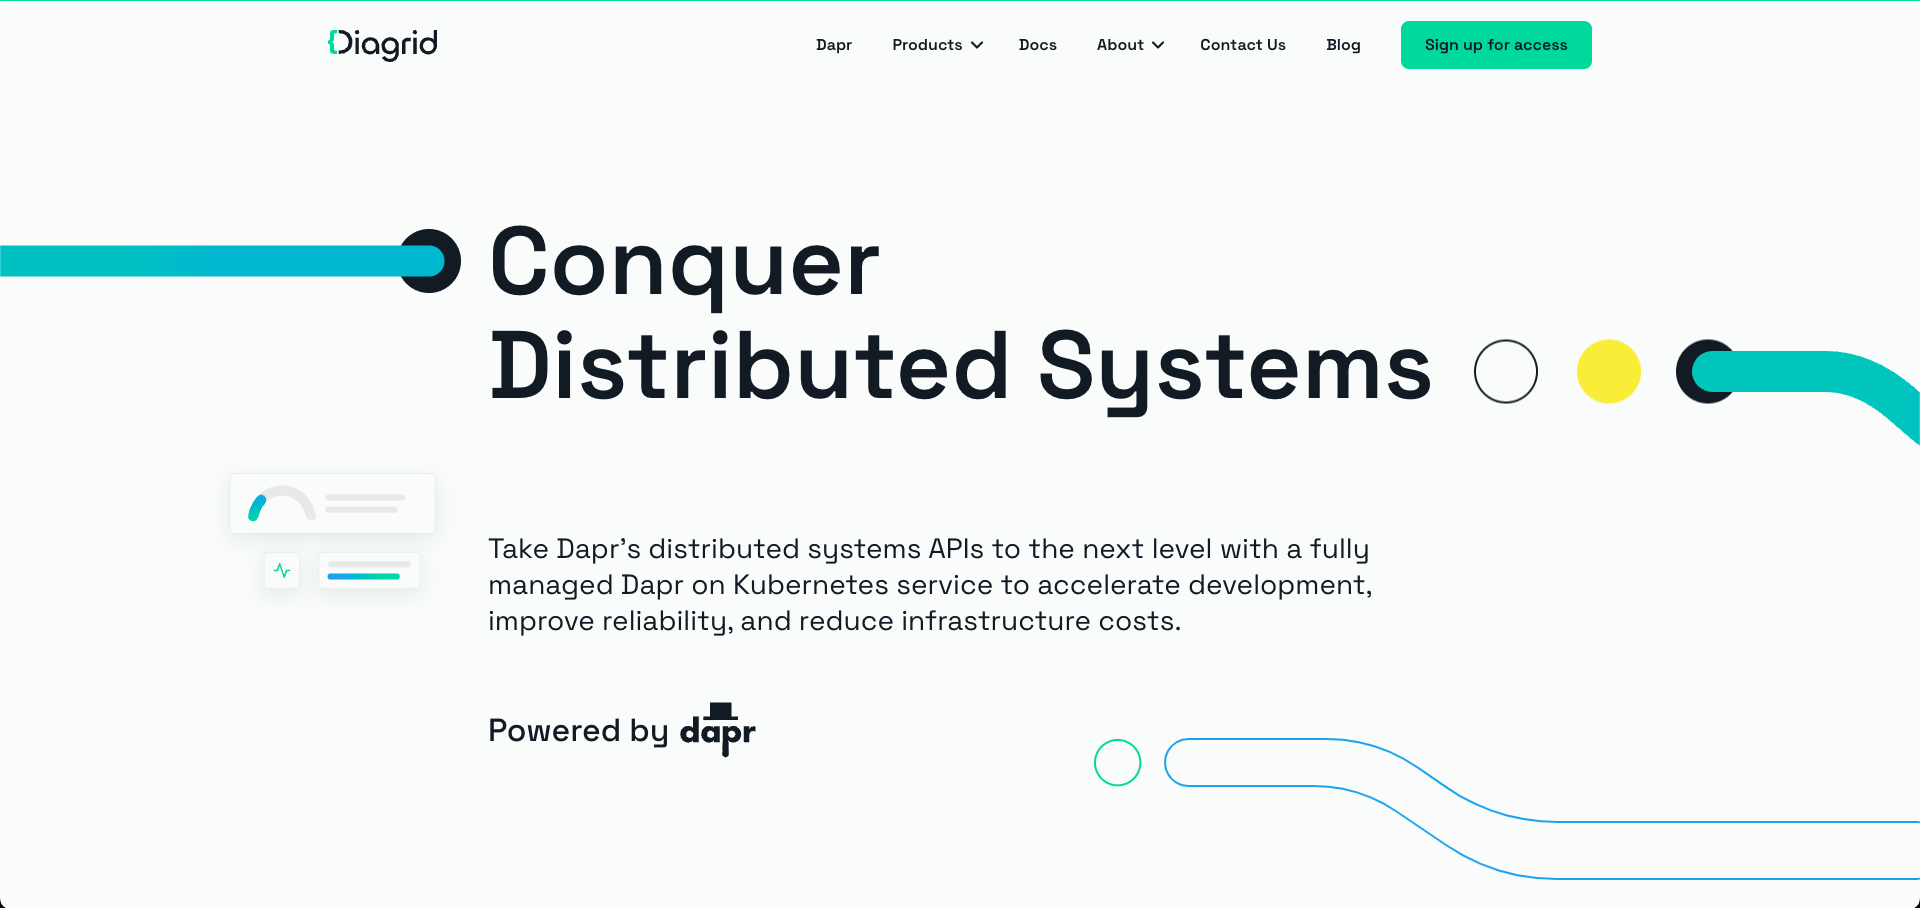 Diagrid
Dapr Products Docs About Contact Us Blog Sign up for access
Conquer
Distributed Systems
Take Dapr’s distributed systems APIs to the next level with a fully
managed Dapr on Kubernetes service to accelerate development,
improve reliability, and reduce infrastructure costs.
Powered by dapr